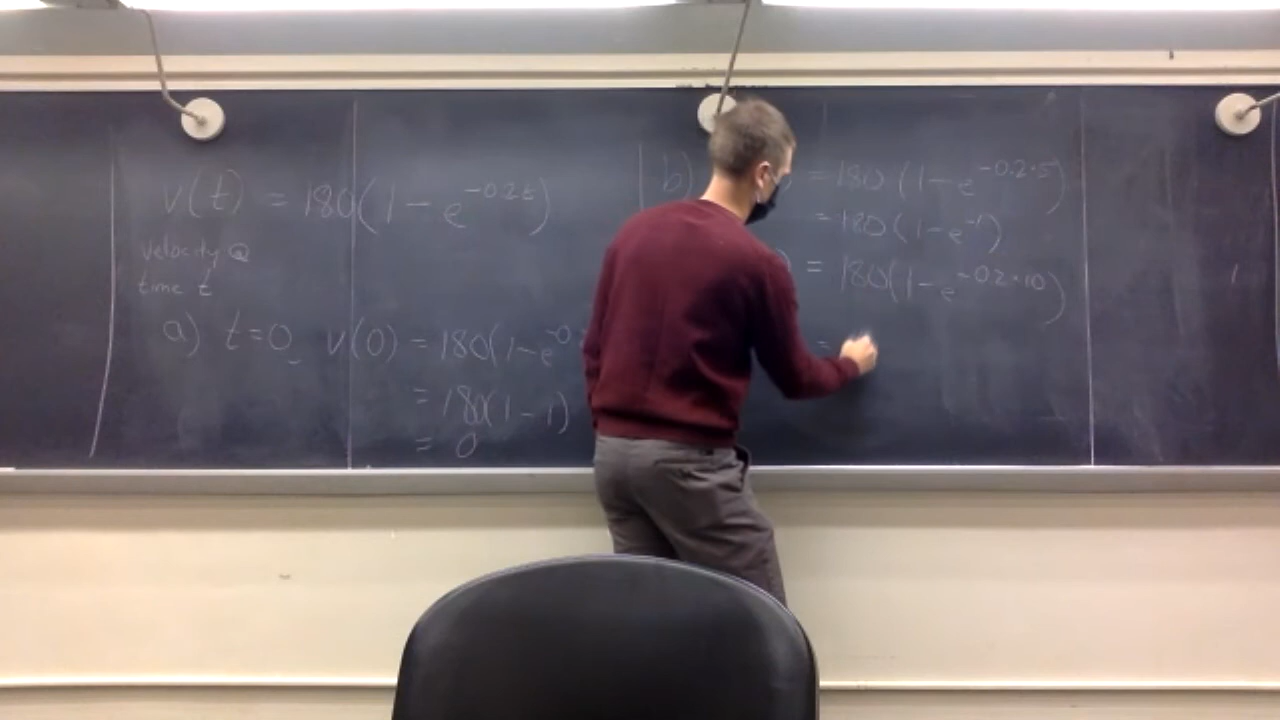 v(t) = 180(1 - e^{-0.2t})
velocity @
time t
a) t=0 v(0) = 180(1-e^{-0.
= 180(1-1)
= 0
b) ) = 180(1-e^{-0.2·5})
= 180(1-e^{-1})
) = 180(1-e^{-0.2·10})
=